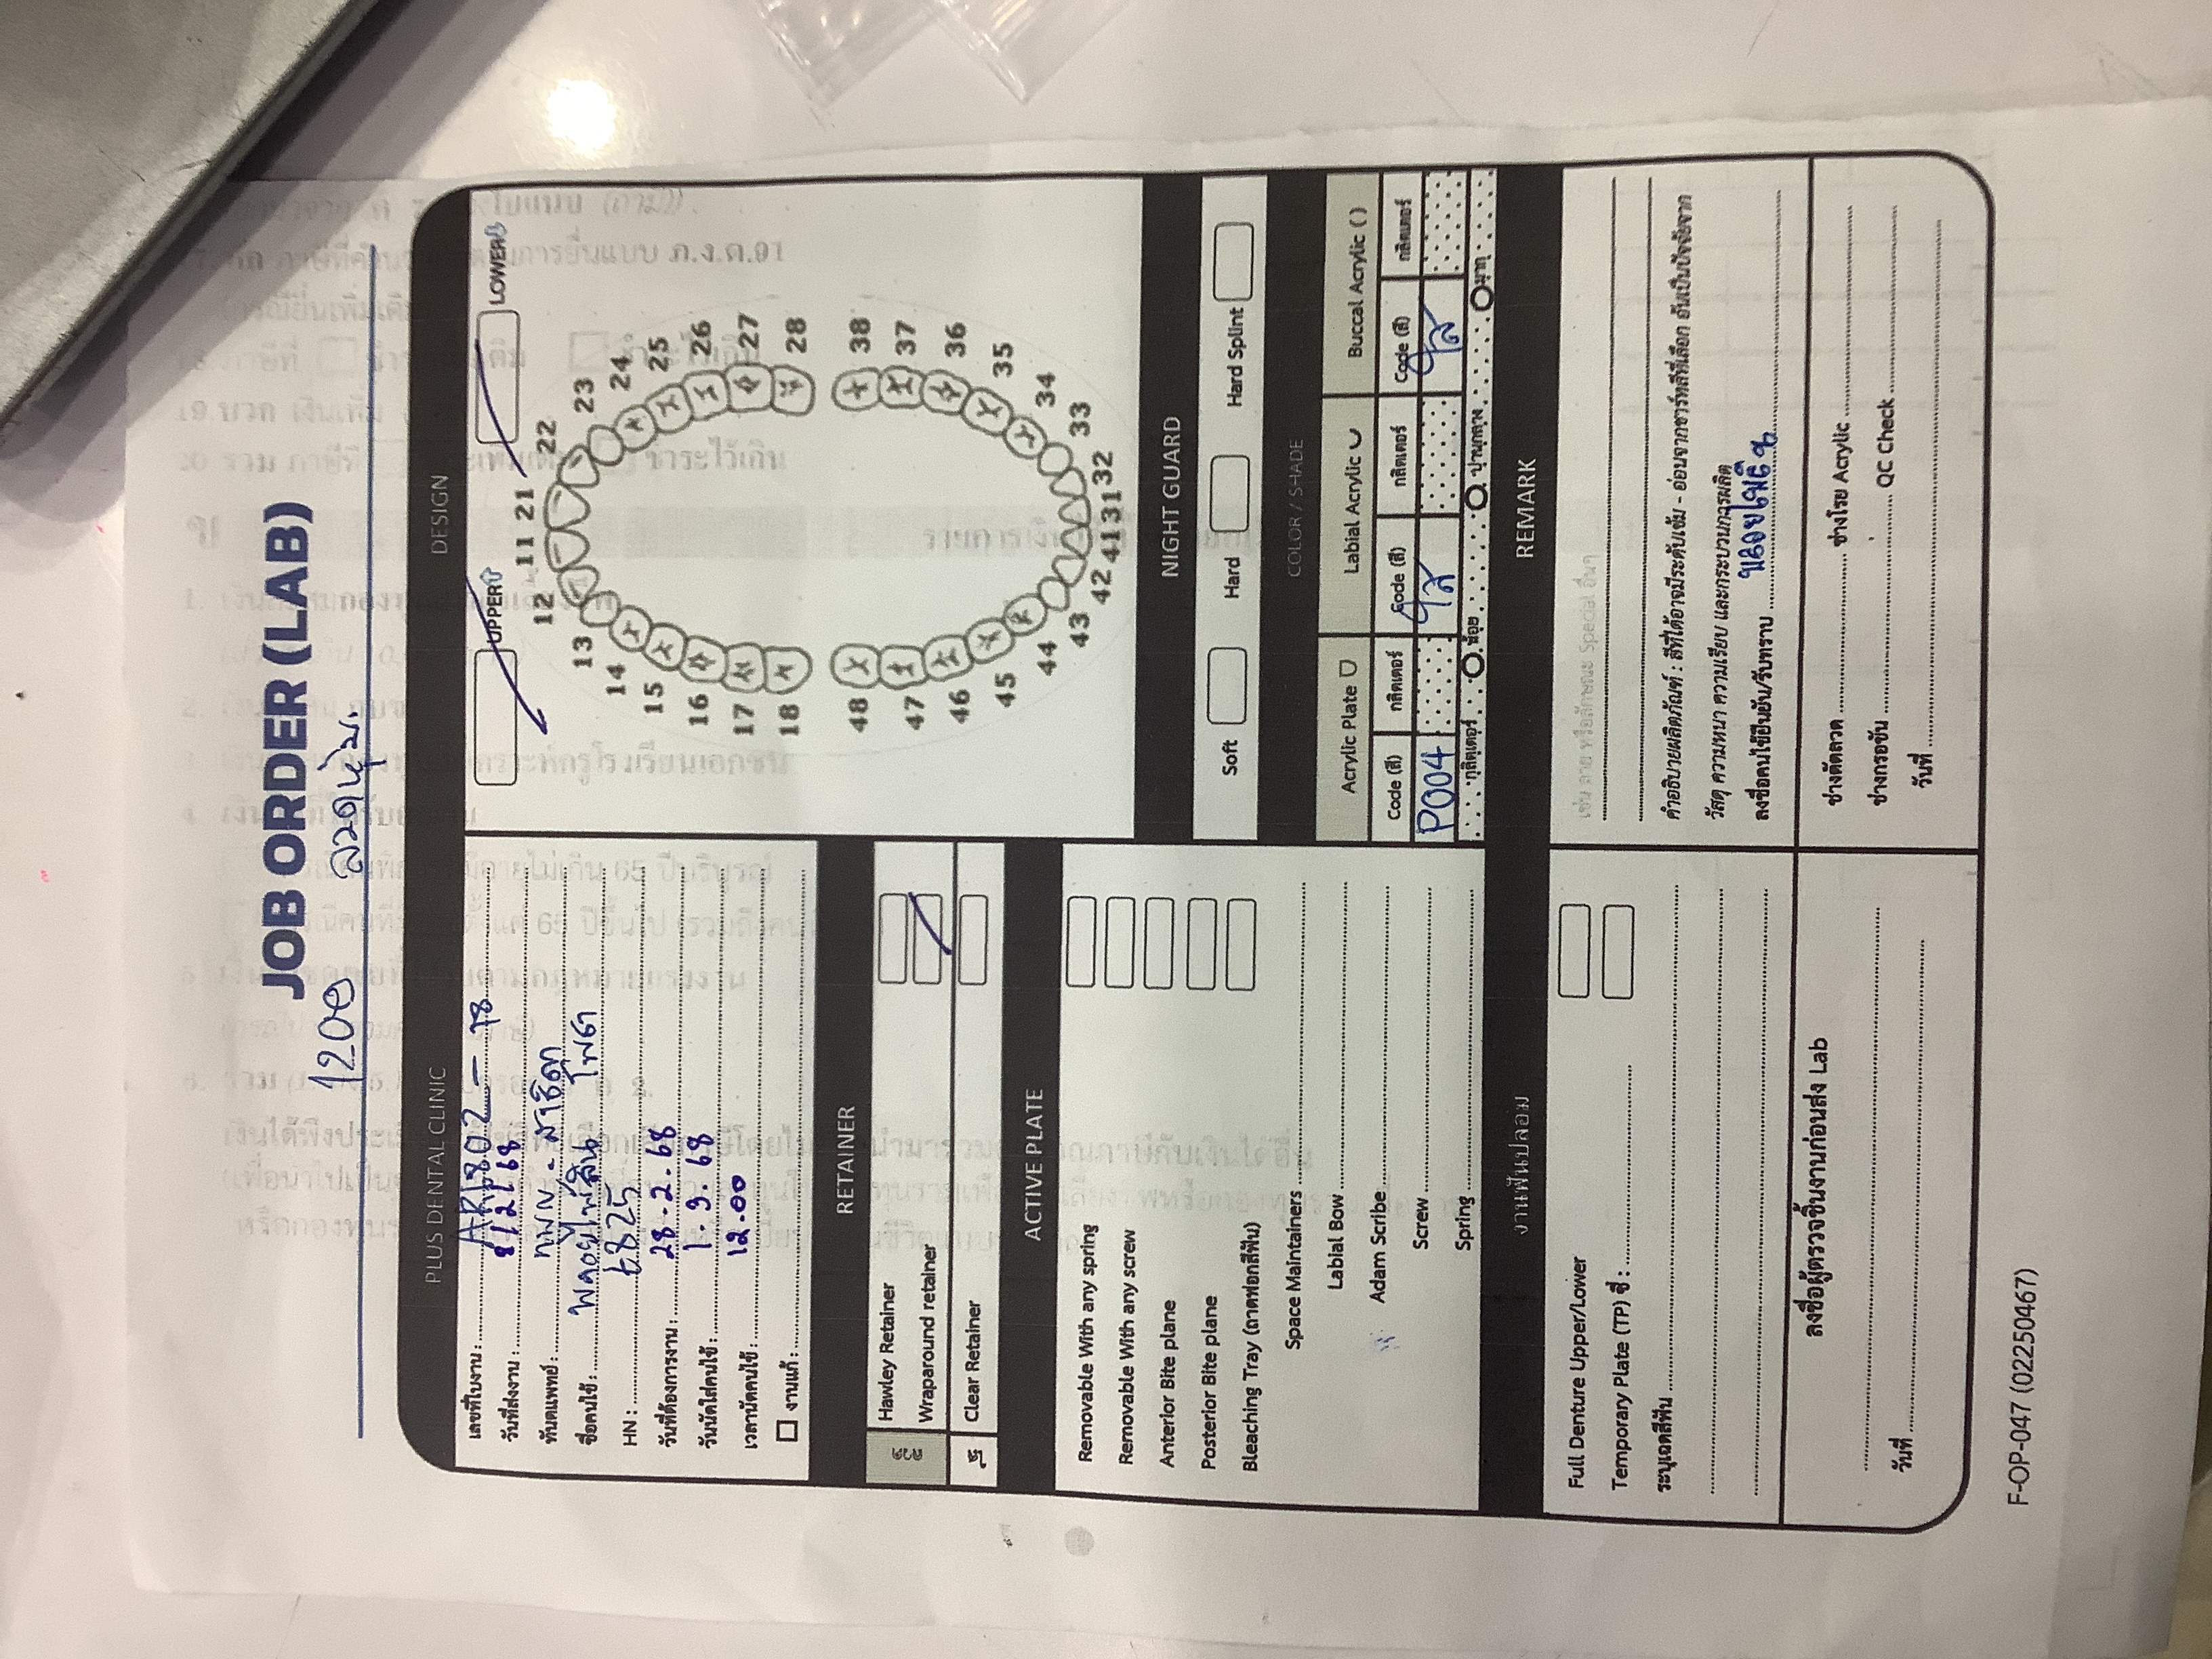 JOB ORDER (LAB)
1200 ลวดหุ้ม.
PLUS DENTAL CLINIC
เลขที่ใบงาน : AR6802 - 18
วันที่ส่งงาน : 8/2/68
ทันตแพทย์ : ทพญ. สาธิดา
ชื่อคนไข้ : พลอยไพลิน โพธา
HN : 6825
วันที่ต้องการงาน : 28.2.68
วันนัดใส่คนไข้ : 1.3.68
เวลานัดคนไข้ : 12.00
งานแก้ :
RETAINER
ลวด
Hawley Retainer
Wraparound retainer
ใส
Clear Retainer
ACTIVE PLATE
Removable With any spring
Removable With any screw
Anterior Bite plane
Posterior Bite plane
Bleaching Tray (ถาดฟอกสีฟัน)
Space Maintainers
Labial Bow
Adam Scribe
Screw
Spring
งานฟันปลอม
Full Denture Upper/Lower
Temporary Plate (TP) ซี่ :
ระบุเฉดสีฟัน
ลงชื่อผู้ตรวจชิ้นงานก่อนส่ง Lab
วันที่
DESIGN
UPPER LOWER
11 21
12 22
13 23
14 24
15 25
16 26
17 27
18 28
48 38
47 37
46 36
45 35
44 34
43 33
42 41 31 32
NIGHT GUARD
Soft Hard Hard Splint
COLOR / SHADE
Acrylic Plate Labial Acrylic Buccal Acrylic ( )
Code (สี) กลิตเตอร์ Code (สี) กลิตเตอร์ Code (สี) กลิตเตอร์
P004 ใส ใส
กลิตเตอร์ น้อย ปานกลาง มาก
REMARK
เช่น ลาย หรือลักษณะ Special อื่นๆ
คำอธิบายผลิตภัณฑ์ : สีที่ได้อาจมีระดับเข้ม - อ่อนจากชาร์ทสีที่เลือก อันเป็นปัจจัยจาก
วัสดุ ความหนา ความเรียบ และกระบวนการผลิต
ลงชื่อคนไข้ยืนยัน/รับทราบ พลอยไพลิน
ช่างดัดลวด ช่างโรย Acrylic
ช่างกรอขัน QC Check
วันที่
F-OP-047 (02250467)